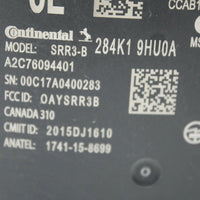 CCAB1
Continental
MODEL: SRR3-B 284K1 9HU0A
A2C76094401
SN: 00C17A0400283
FCC ID: OAYSRR3B
CANADA 310
CMIIT ID: 2015DJ1610
ANATEL: 1741-15-8699